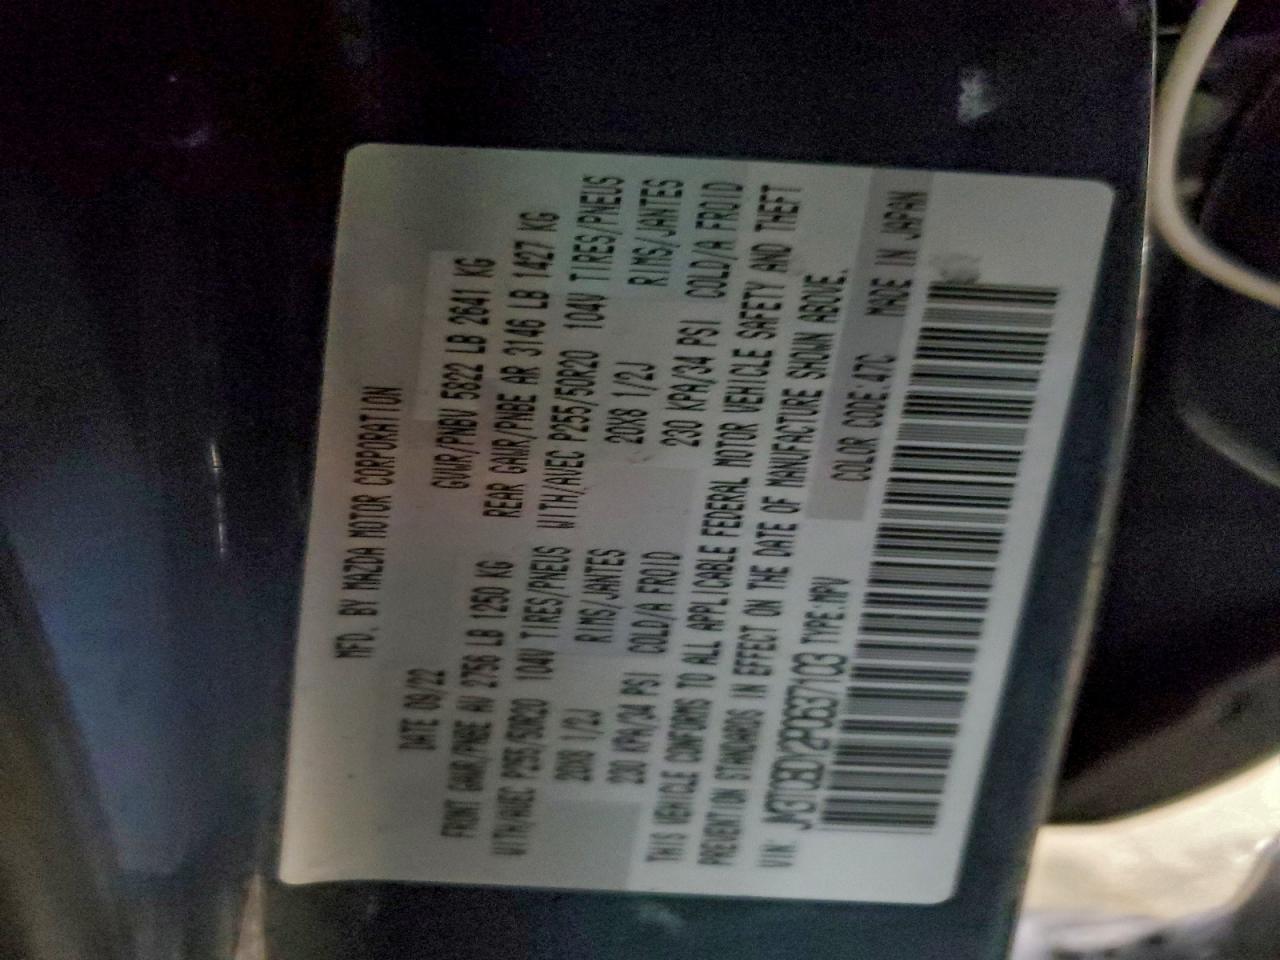 MFD. BY MAZDA MOTOR CORPORATION
DATE 09/22 GVWR/PNBV 5822 LB 2641 KG
FRONT GAWR/PNBE AV 2756 LB 1250 KG REAR GAWR/PNBE AR 3146 LB 1427 KG
WITH/AVEC P255/50R20 104V TIRES/PNEUS WITH/AVEC P255/50R20 104V TIRES/PNEUS
20X8 1/2J RIMS/JANTES 20X8 1/2J RIMS/JANTES
230 KPA/34 PSI COLD/A FROID 230 KPA/34 PSI COLD/A FROID
THIS VEHICLE CONFORMS TO ALL APPLICABLE FEDERAL MOTOR VEHICLE SAFETY AND THEFT
PREVENTION STANDARDS IN EFFECT ON THE DATE OF MANUFACTURE SHOWN ABOVE.
VIN: JM3TCBDY2P0637103 TYPE:MPV COLOR CODE:47C MADE IN JAPAN